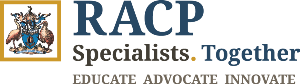 RACP
Specialists. Together
EDUCATE ADVOCATE INNOVATE